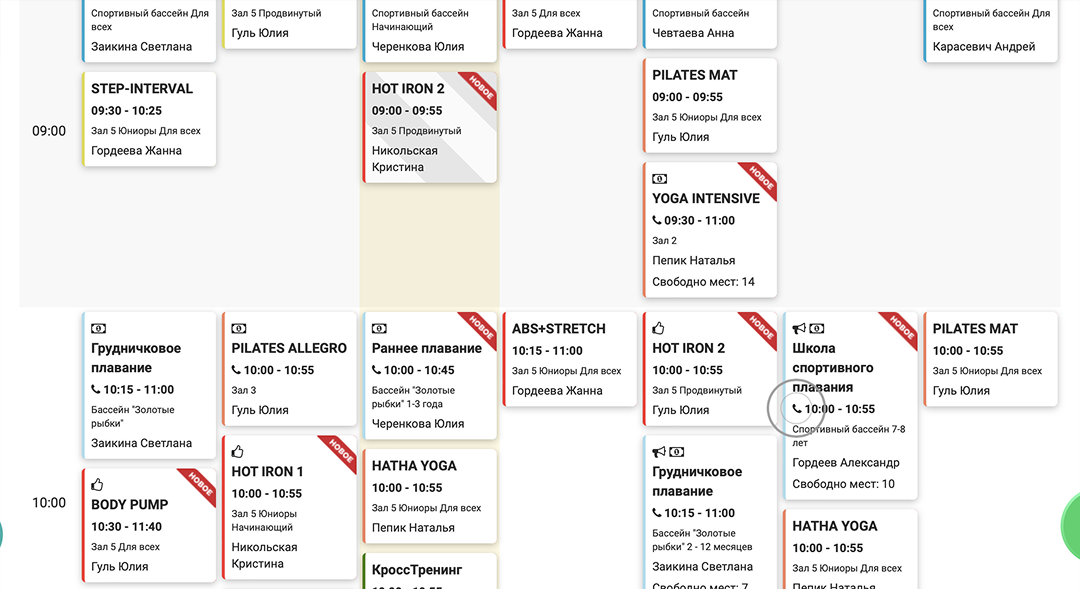 Спортивный бассейн Для
всех
Заикина Светлана
Зал 5 Продвинутый
Гуль Юлия
Спортивный бассейн
Начинающий
Черенкова Юлия
Зал 5 Для всех
Гордеева Жанна
Спортивный бассейн
Чевтаева Анна
Спортивный бассейн Для
всех
Карасевич Андрей
09:00
STEP-INTERVAL
09:30 - 10:25
Зал 5 Юниоры Для всех
Гордеева Жанна
НОВОЕ
HOT IRON 2
09:00 - 09:55
Зал 5 Продвинутый
Никольская
Кристина
PILATES MAT
09:00 - 09:55
Зал 5 Юниоры Для всех
Гуль Юлия
НОВОЕ
YOGA INTENSIVE
09:30 - 11:00
Зал 2
Пепик Наталья
Свободно мест: 14
10:00
Грудничковое
плавание
10:15 - 11:00
Бассейн "Золотые
рыбки"
Заикина Светлана
НОВОЕ
BODY PUMP
10:30 - 11:40
Зал 5 Для всех
Гуль Юлия
PILATES ALLEGRO
10:00 - 10:55
Зал 3
Гуль Юлия
НОВОЕ
HOT IRON 1
10:00 - 10:55
Зал 5 Юниоры
Начинающий
Никольская
Кристина
НОВОЕ
Раннее плавание
10:00 - 10:45
Бассейн "Золотые
рыбки" 1-3 года
Черенкова Юлия
HATHA YOGA
10:00 - 10:55
Зал 5 Юниоры Для всех
Пепик Наталья
КроссТренинг
ABS+STRETCH
10:15 - 11:00
Зал 5 Юниоры Для всех
Гордеева Жанна
НОВОЕ
HOT IRON 2
10:00 - 10:55
Зал 5 Продвинутый
Гуль Юлия
Грудничковое
плавание
10:15 - 11:00
Бассейн "Золотые
рыбки" 2 - 12 месяцев
Заикина Светлана
Свободно мест: 7
НОВОЕ
Школа
спортивного
плавания
10:00 - 10:55
Спортивный бассейн 7-8
лет
Гордеев Александр
Свободно мест: 10
HATHA YOGA
10:00 - 10:55
Зал 5 Юниоры Для всех
Пепик Наталья
PILATES MAT
10:00 - 10:55
Зал 5 Юниоры Для всех
Гуль Юлия